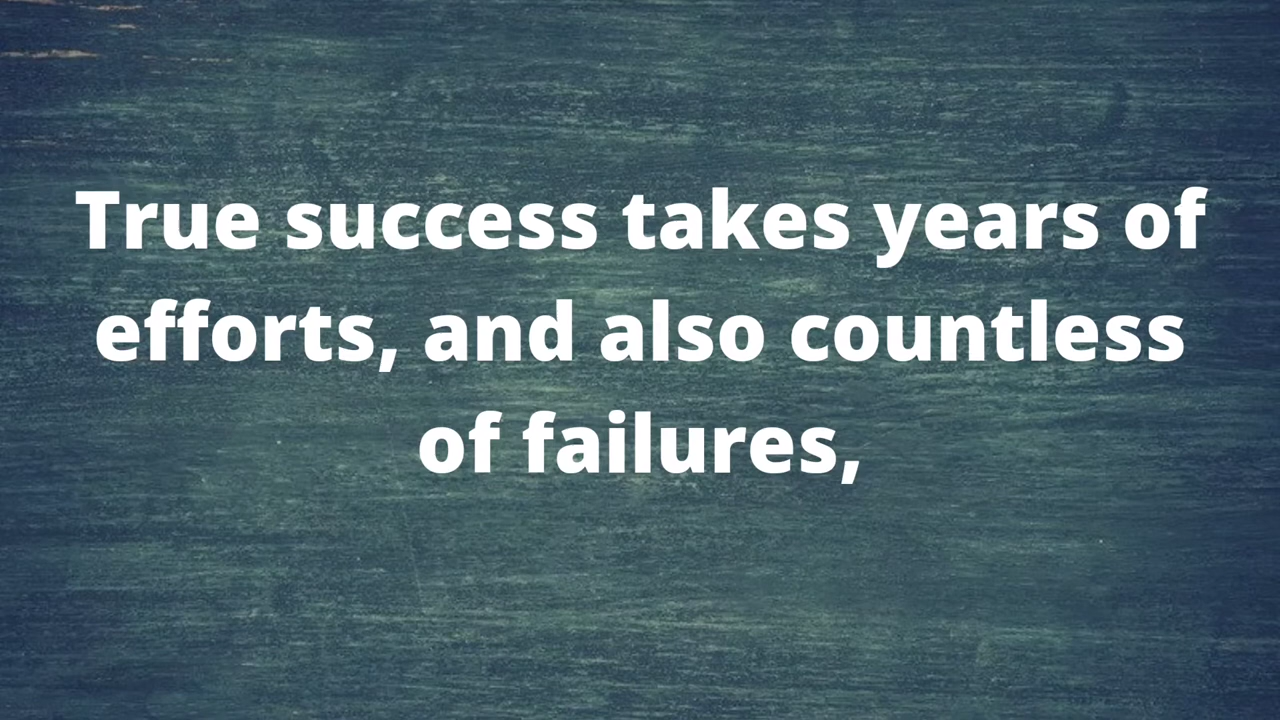 True success takes years of
efforts, and also countless
of failures,